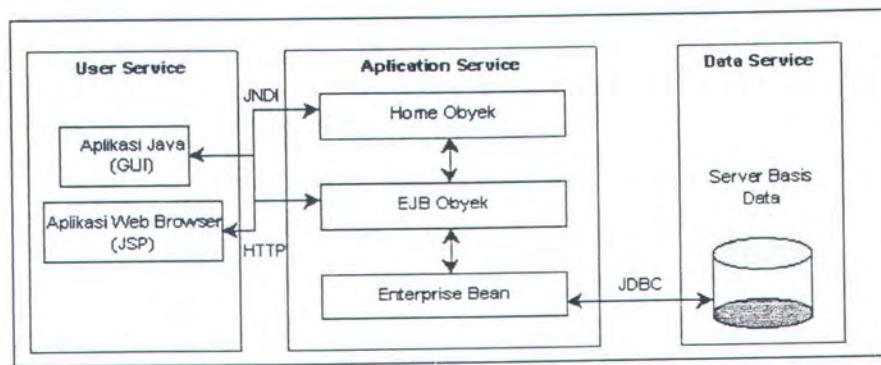 User Service
Aplikasi Java
(GUI)
Aplikasi Web Browser
(JSP)
JNDI
HTTP
Aplication Service
Home Obyek
EJB Obyek
Enterprise Bean
JDBC
Data Service
Server Basis
Data